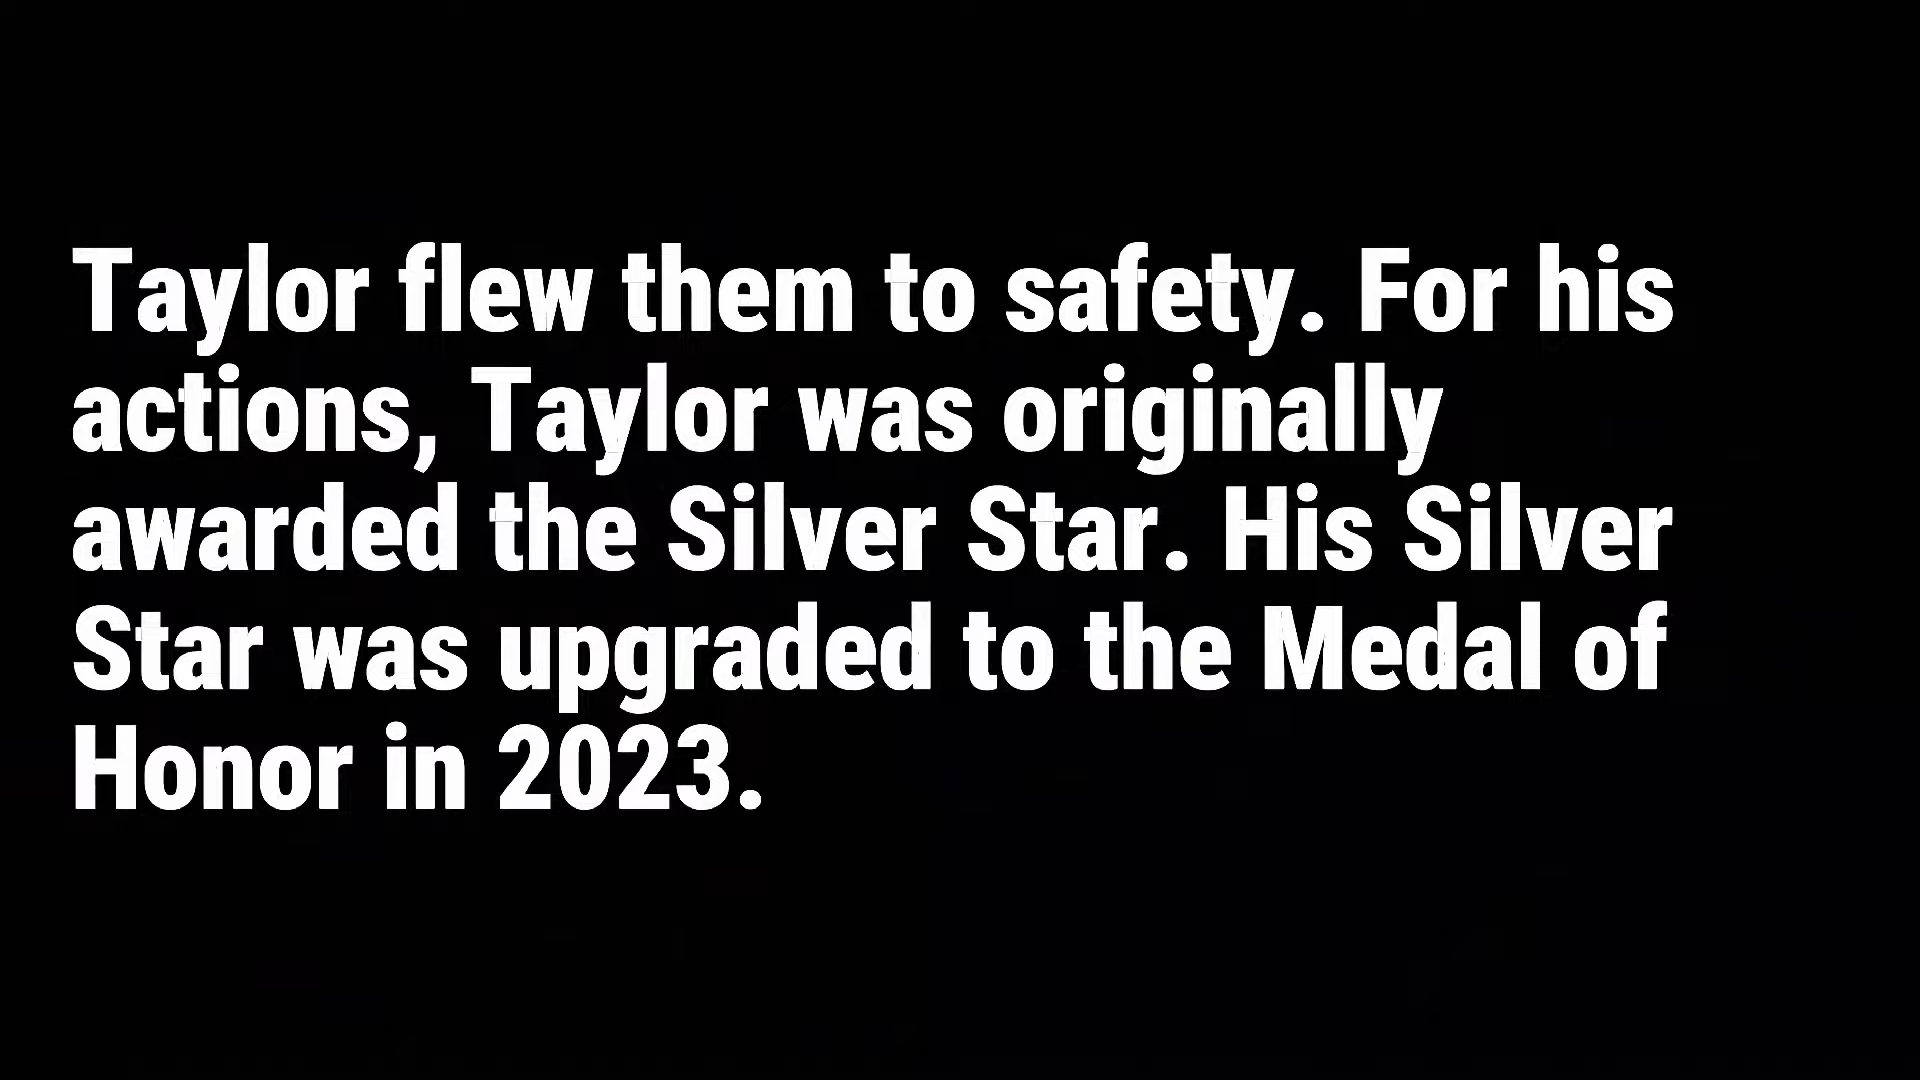 Taylor flew them to safety. For his
actions, Taylor was originally
awarded the Silver Star. His Silver
Star was upgraded to the Medal of
Honor in 2023.